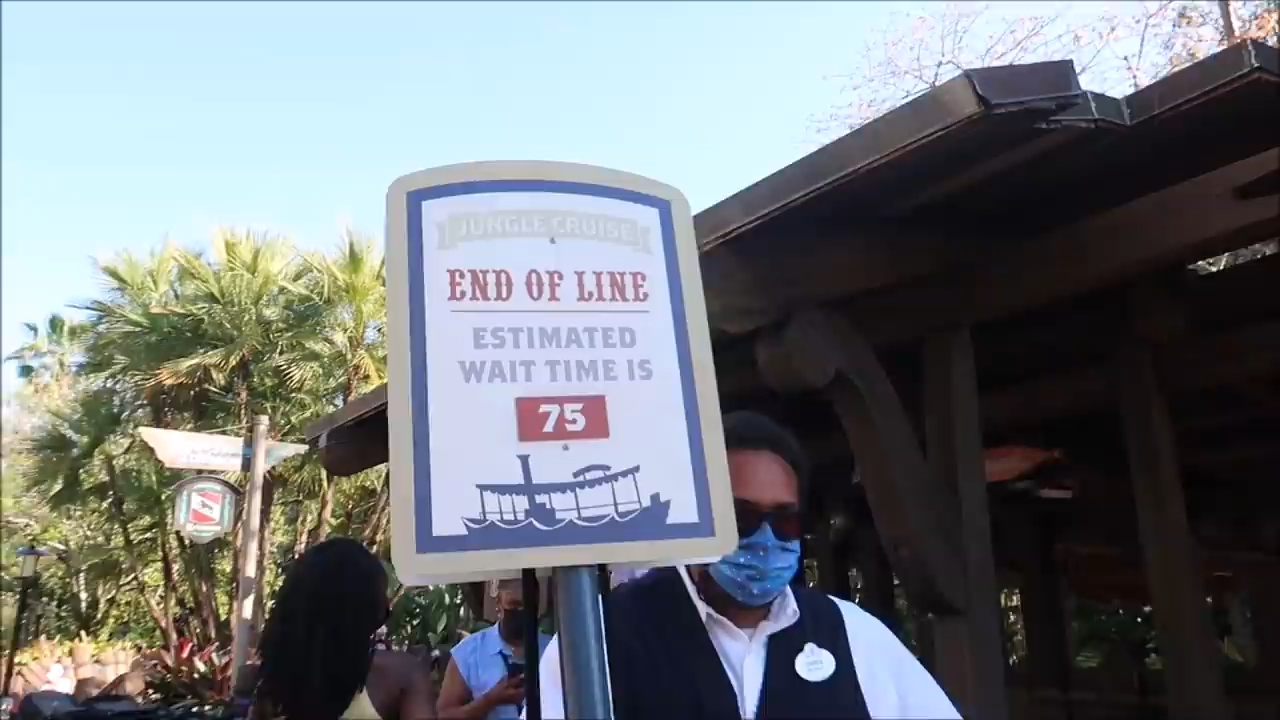 JUNGLE CRUISE
END OF LINE
ESTIMATED
WAIT TIME IS
75